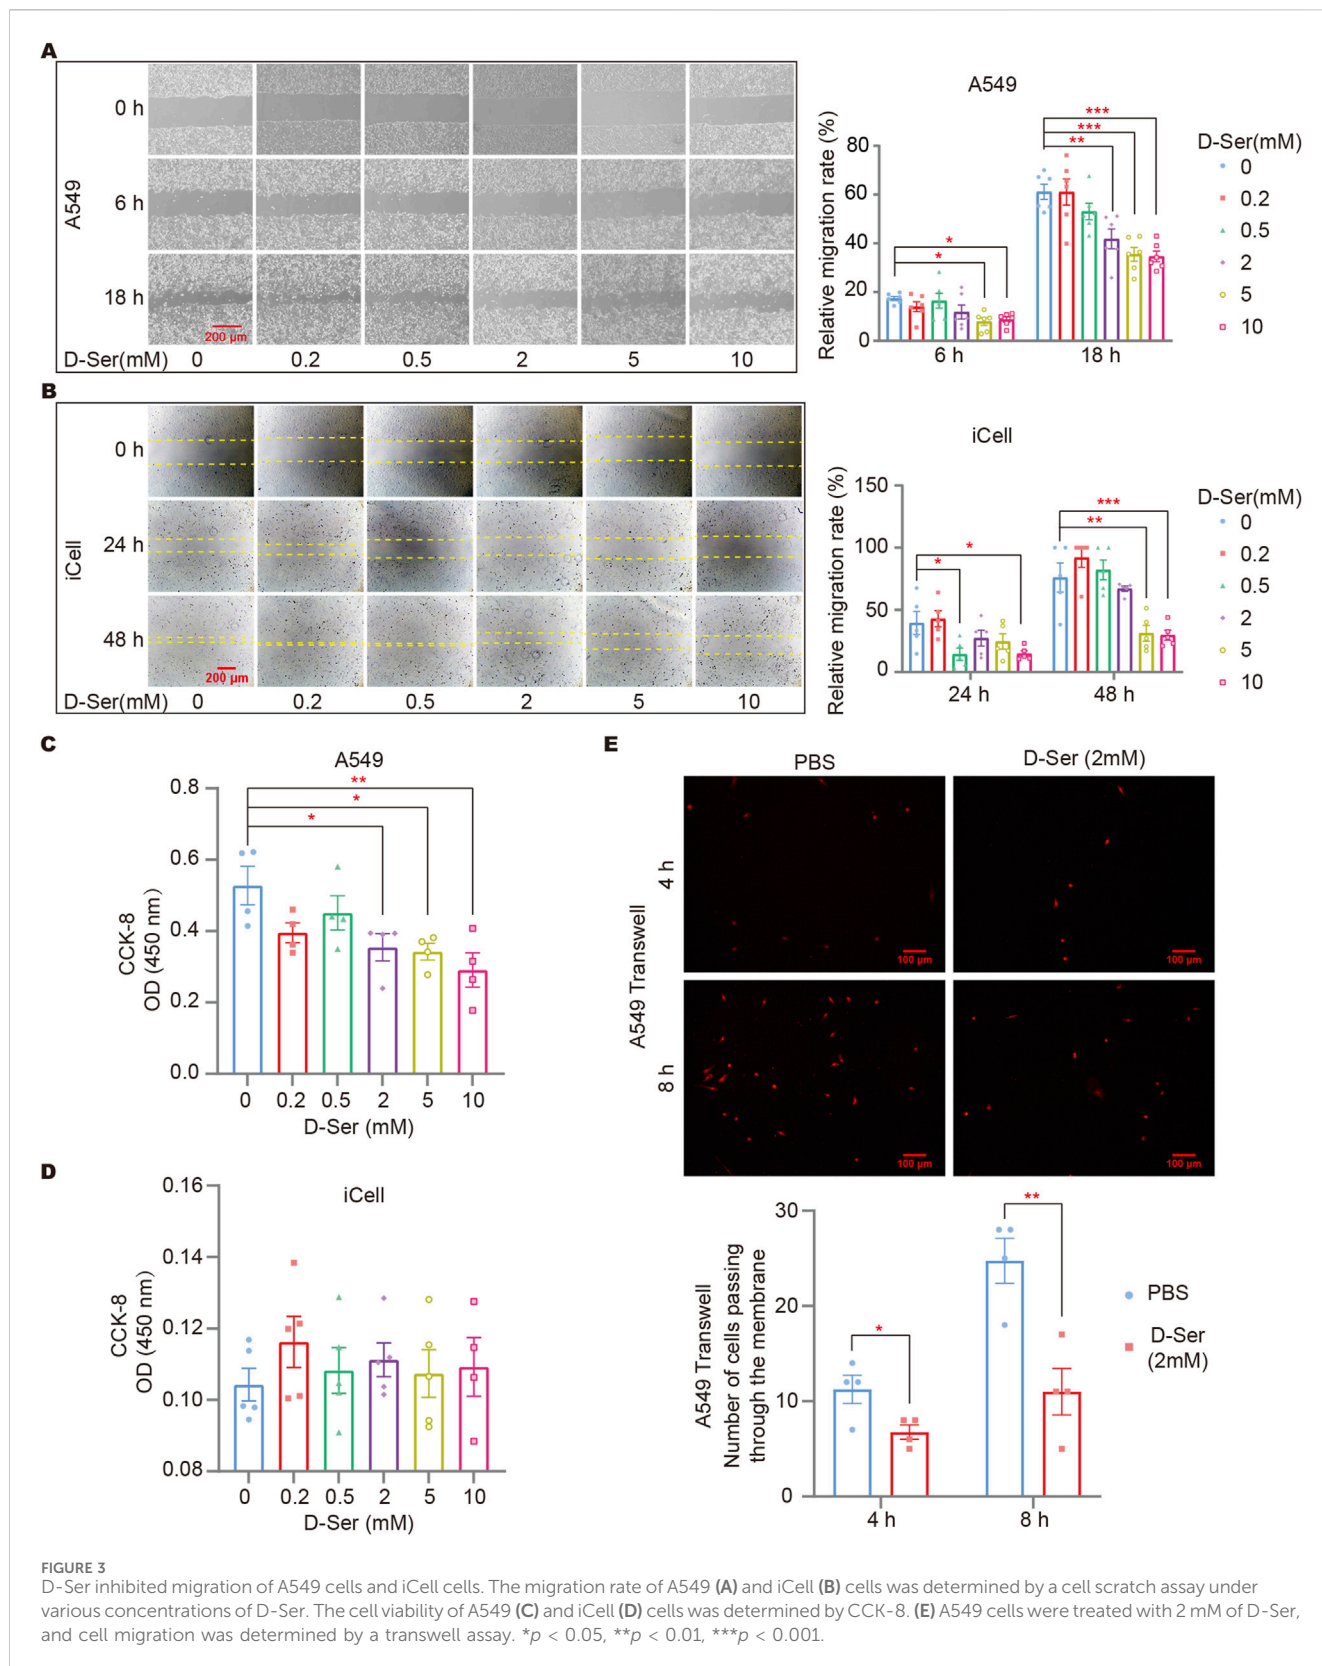 A
A549
0 h
6 h
18 h
200 μm
D-Ser(mM) 0 0.2 0.5 2 5 10
A549
Relative migration rate (%)
80
60
40
20
0
* * ** *** ***
6 h 18 h
D-Ser(mM)
0
0.2
0.5
2
5
10
B
iCell
0 h
24 h
48 h
200 μm
D-Ser(mM) 0 0.2 0.5 2 5 10
iCell
Relative migration rate (%)
150
100
50
0
* * ** ***
24 h 48 h
D-Ser(mM)
0
0.2
0.5
2
5
10
C
A549
CCK-8
OD (450 nm)
0.8
0.6
0.4
0.2
0.0
**
*
*
0 0.2 0.5 2 5 10
D-Ser (mM)
D
iCell
CCK-8
OD (450 nm)
0.16
0.14
0.12
0.10
0.08
0 0.2 0.5 2 5 10
D-Ser (mM)
E
PBS D-Ser (2mM)
A549 Transwell
4 h
100 μm 100 μm
8 h
100 μm 100 μm
A549 Transwell
Number of cells passing
through the membrane
30
20
10
0
* **
4 h 8 h
PBS
D-Ser
(2mM)
FIGURE 3
D-Ser inhibited migration of A549 cells and iCell cells. The migration rate of A549 (A) and iCell (B) cells was determined by a cell scratch assay under
various concentrations of D-Ser. The cell viability of A549 (C) and iCell (D) cells was determined by CCK-8. (E) A549 cells were treated with 2 mM of D-Ser,
and cell migration was determined by a transwell assay. *p < 0.05, **p < 0.01, ***p < 0.001.